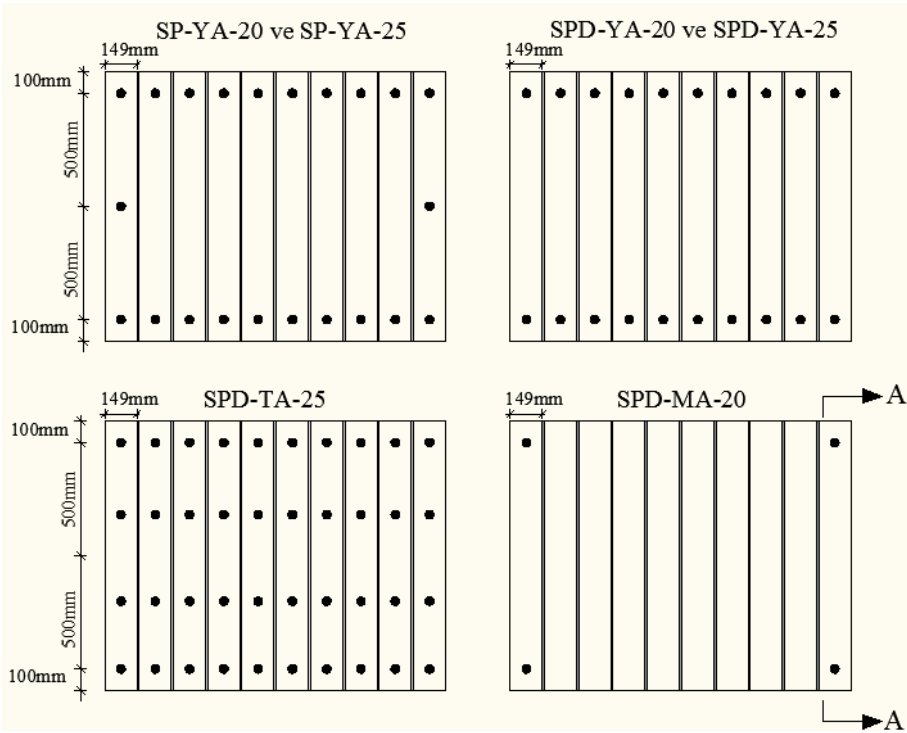 SP-YA-20 ve SP-YA-25
149mm
100mm
500mm
500mm
100mm
SPD-YA-20 ve SPD-YA-25
149mm
SPD-TA-25
149mm
100mm
500mm
500mm
100mm
SPD-MA-20
149mm
A
A